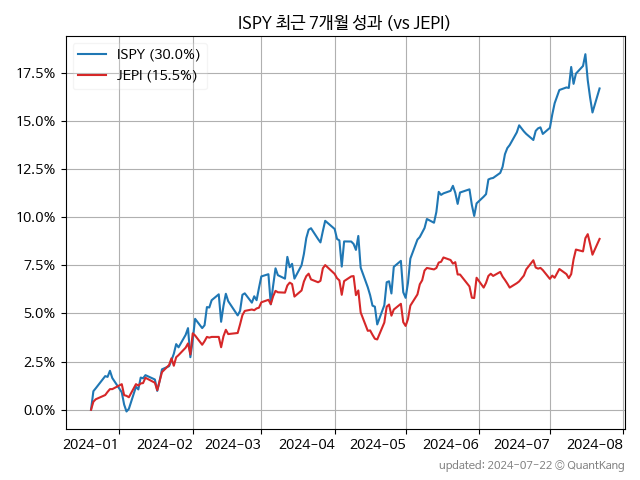 ISPY 최근 7개월 성과 (vs JEPI)
ISPY (30.0%)
JEPI (15.5%)
17.5%
15.0%
12.5%
10.0%
7.5%
5.0%
2.5%
0.0%
2024-01 2024-02 2024-03 2024-04 2024-05 2024-06 2024-07 2024-08
updated: 2024-07-22 © QuantKang